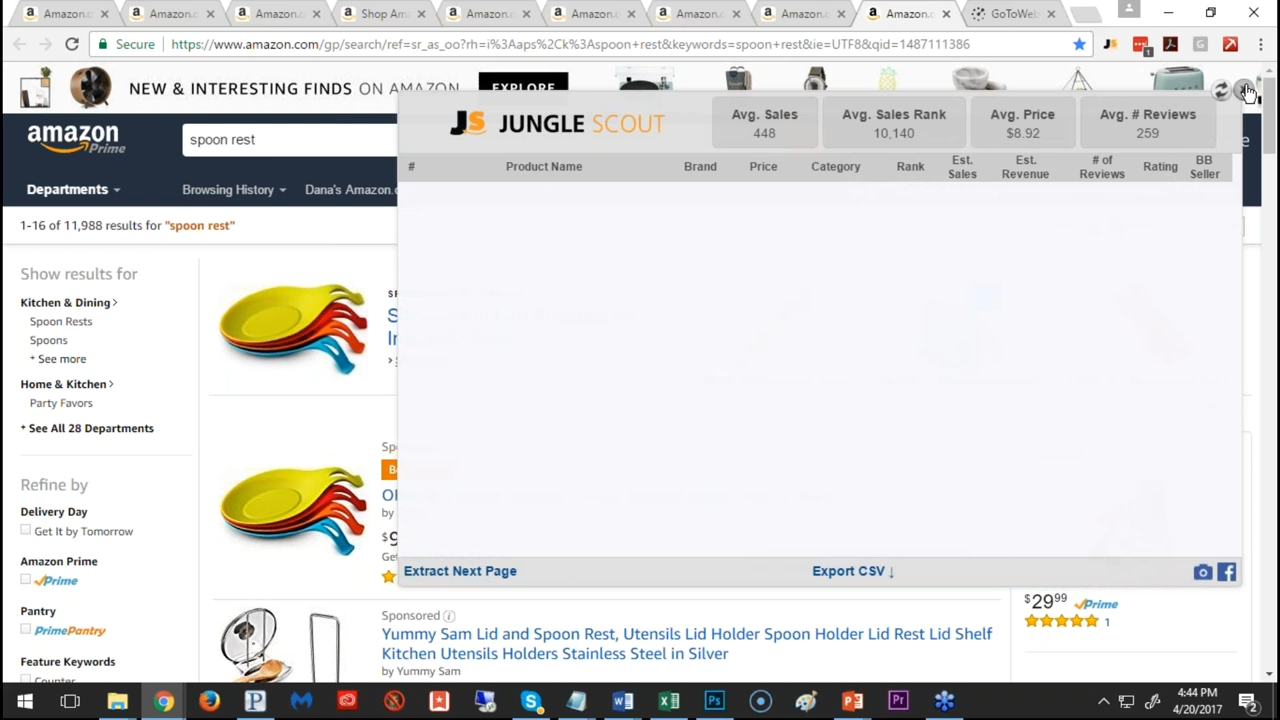 Amazon.c
Amazon.c
Amazon.c
Shop Ama
Amazon.c
Amazon.c
Amazon.c
Amazon.c
Amazon.c
GoToWeb
Secure
https://www.amazon.com/gp/search/ref=sr_as_oo?rh=i%3Aaps%2Ck%3Aspoon+rest&keywords=spoon+rest&ie=UTF8&qid=1487111386
NEW & INTERESTING FINDS ON AMAZON
EXPLORE
amazon
Prime
spoon rest
Departments
Browsing History
Dana's Amazon.c
1-16 of 11,988 results for "spoon rest"
Show results for
Kitchen & Dining
Spoon Rests
Spoons
+ See more
Home & Kitchen
Party Favors
+ See All 28 Departments
Refine by
Delivery Day
Get It by Tomorrow
Amazon Prime
Prime
Pantry
PrimePantry
Feature Keywords
JS JUNGLE SCOUT
Avg. Sales
448
Avg. Sales Rank
10,140
Avg. Price
$8.92
Avg. # Reviews
259
# Product Name Brand Price Category Rank Est. Sales Est. Revenue # of Reviews Rating BB Seller
Extract Next Page
Export CSV ↓
$29.99 Prime
1
Sponsored
Yummy Sam Lid and Spoon Rest, Utensils Lid Holder Spoon Holder Lid Rest Lid Shelf
Kitchen Utensils Holders Stainless Steel in Silver
by Yummy Sam
4:44 PM
4/20/2017